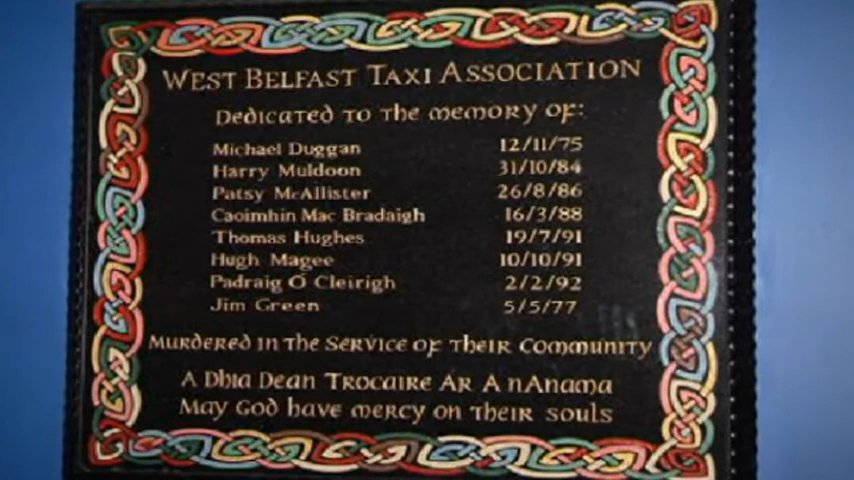 West Belfast Taxi Association
Dedicated to the memory of:
Michael Duggan 12/11/75
Harry Muldoon 31/10/84
Patsy McAllister 26/8/86
Caoimhin Mac Bradaigh 16/3/88
Thomas Hughes 19/7/91
Hugh Magee 10/10/91
Padraig Ó Cleirigh 2/2/92
Jim Green 5/5/77
Murdered in the Service of their Community
A Dhia Dean Trocaire Ar A nAnama
May God have mercy on their souls